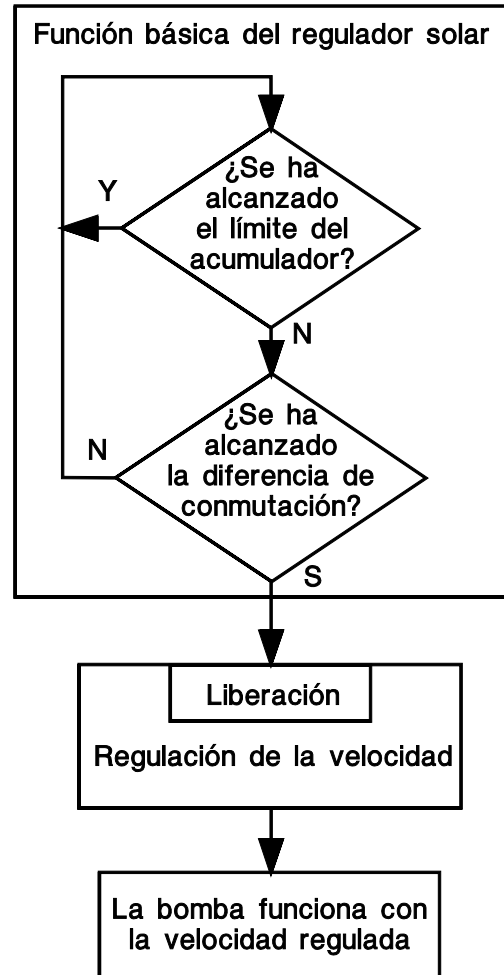 Función básica del regulador solar
¿Se ha
alcanzado
el límite del
acumulador?
Y
N
¿Se ha
alcanzado
la diferencia de
conmutación?
N
S
Liberación
Regulación de la velocidad
La bomba funciona con
la velocidad regulada